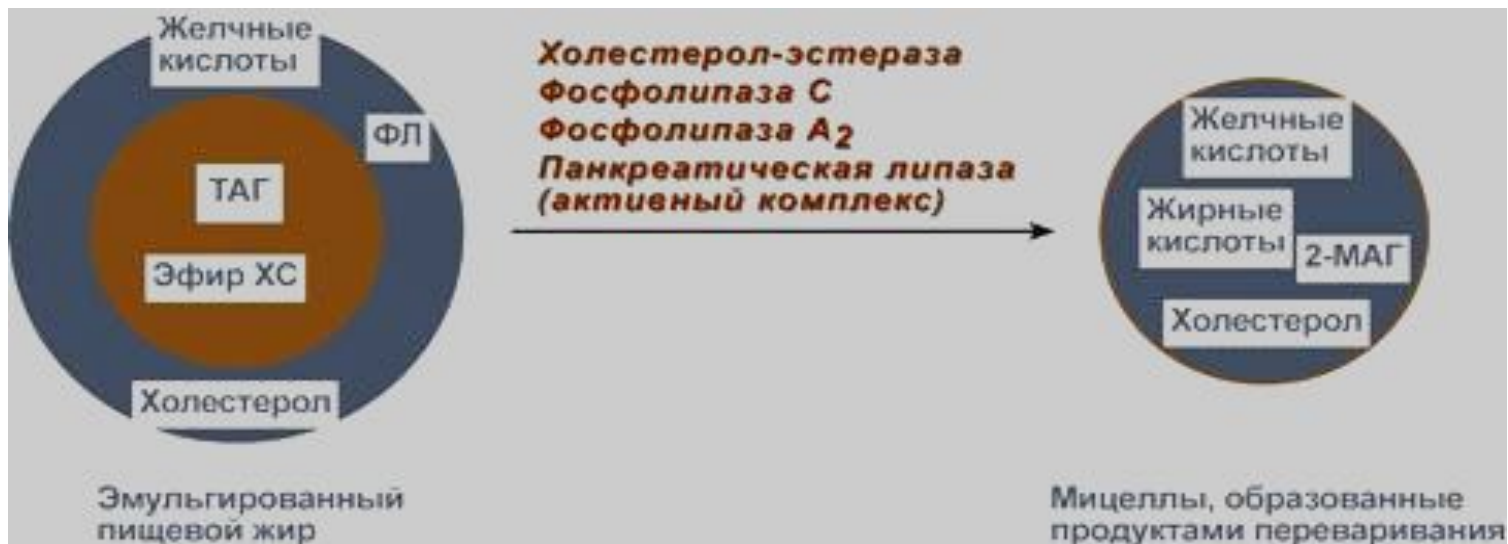 Желчные
кислоты
ФЛ
ТАГ
Эфир ХС
Холестерол
Эмульгированный
пищевой жир
Холестерол-эстераза
Фосфолипаза С
Фосфолипаза А2
Панкреатическая липаза
(активный комплекс)
Желчные
кислоты
Жирные
кислоты
2-МАГ
Холестерол
Мицеллы, образованные
продуктами переваривания